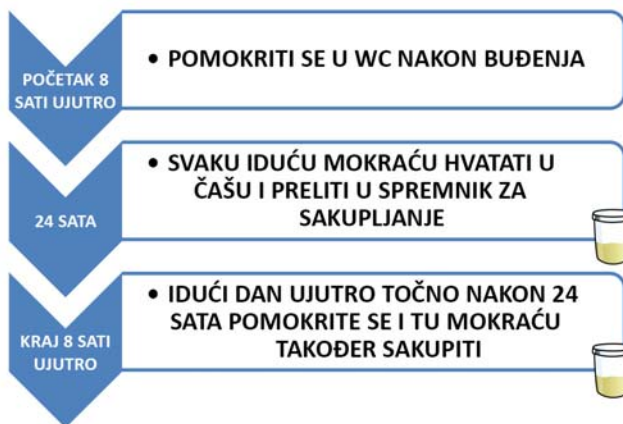 POČETAK 8
SATI UJUTRO
• POMOKRITI SE U WC NAKON BUĐENJA
24 SATA
• SVAKU IDUĆU MOKRAĆU HVATATI U
ČAŠU I PRELITI U SPREMNIK ZA
SAKUPLJANJE
KRAJ 8 SATI
UJUTRO
• IDUĆI DAN UJUTRO TOČNO NAKON 24
SATA POMOKRITE SE I TU MOKRAĆU
TAKOĐER SAKUPITI